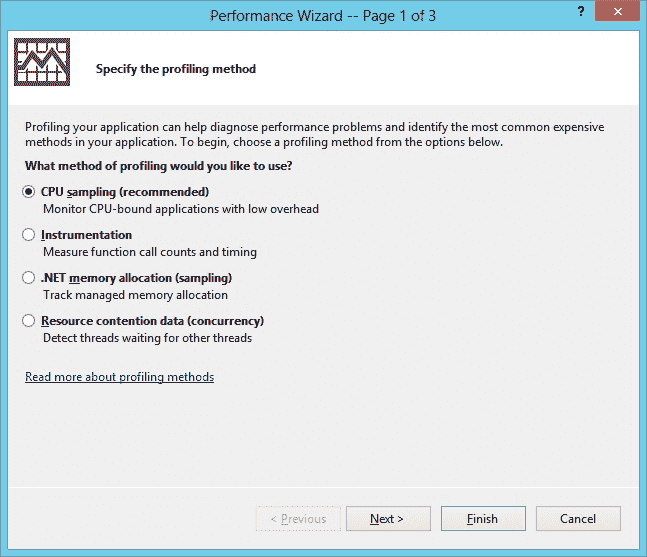 Performance Wizard -- Page 1 of 3
?
Specify the profiling method
Profiling your application can help diagnose performance problems and identify the most common expensive
methods in your application. To begin, choose a profiling method from the options below.
What method of profiling would you like to use?
CPU sampling (recommended)
Monitor CPU-bound applications with low overhead
Instrumentation
Measure function call counts and timing
.NET memory allocation (sampling)
Track managed memory allocation
Resource contention data (concurrency)
Detect threads waiting for other threads
Read more about profiling methods
< Previous
Next >
Finish
Cancel